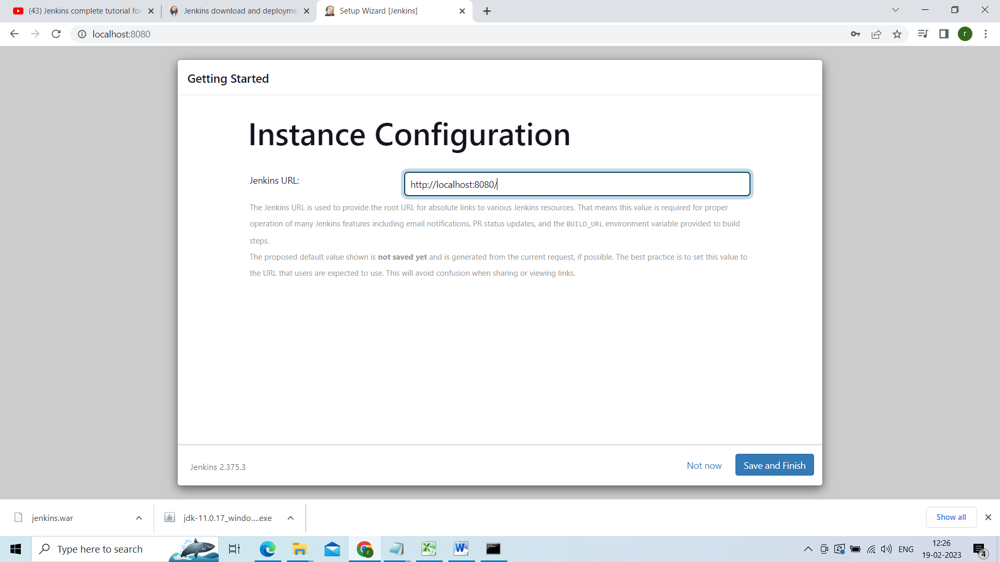 (43) Jenkins complete tutorial for
Jenkins download and deployme
Setup Wizard [Jenkins]
localhost:8080
r
Getting Started
Instance Configuration
Jenkins URL:
http://localhost:8080/
The Jenkins URL is used to provide the root URL for absolute links to various Jenkins resources. That means this value is required for proper
operation of many Jenkins features including email notifications, PR status updates, and the BUILD_URL environment variable provided to build
steps.
The proposed default value shown is not saved yet and is generated from the current request, if possible. The best practice is to set this value to
the URL that users are expected to use. This will avoid confusion when sharing or viewing links.
Jenkins 2.375.3
Not now
Save and Finish
jenkins.war
jdk-11.0.17_windo....exe
Show all
Type here to search
r
ENG
12:26
19-02-2023
4